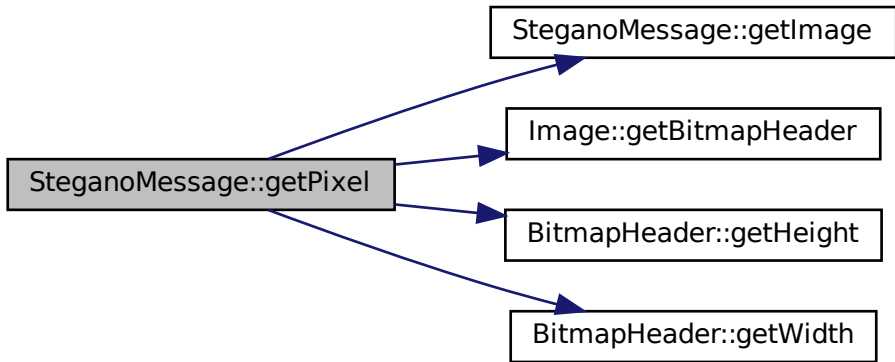 SteganoMessage::getImage
Image::getBitmapHeader
SteganoMessage::getPixel
BitmapHeader::getHeight
BitmapHeader::getWidth